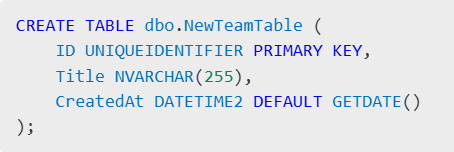 CREATE TABLE dbo.NewTeamTable (
    ID UNIQUEIDENTIFIER PRIMARY KEY,
    Title NVARCHAR(255),
    CreatedAt DATETIME2 DEFAULT GETDATE()
);